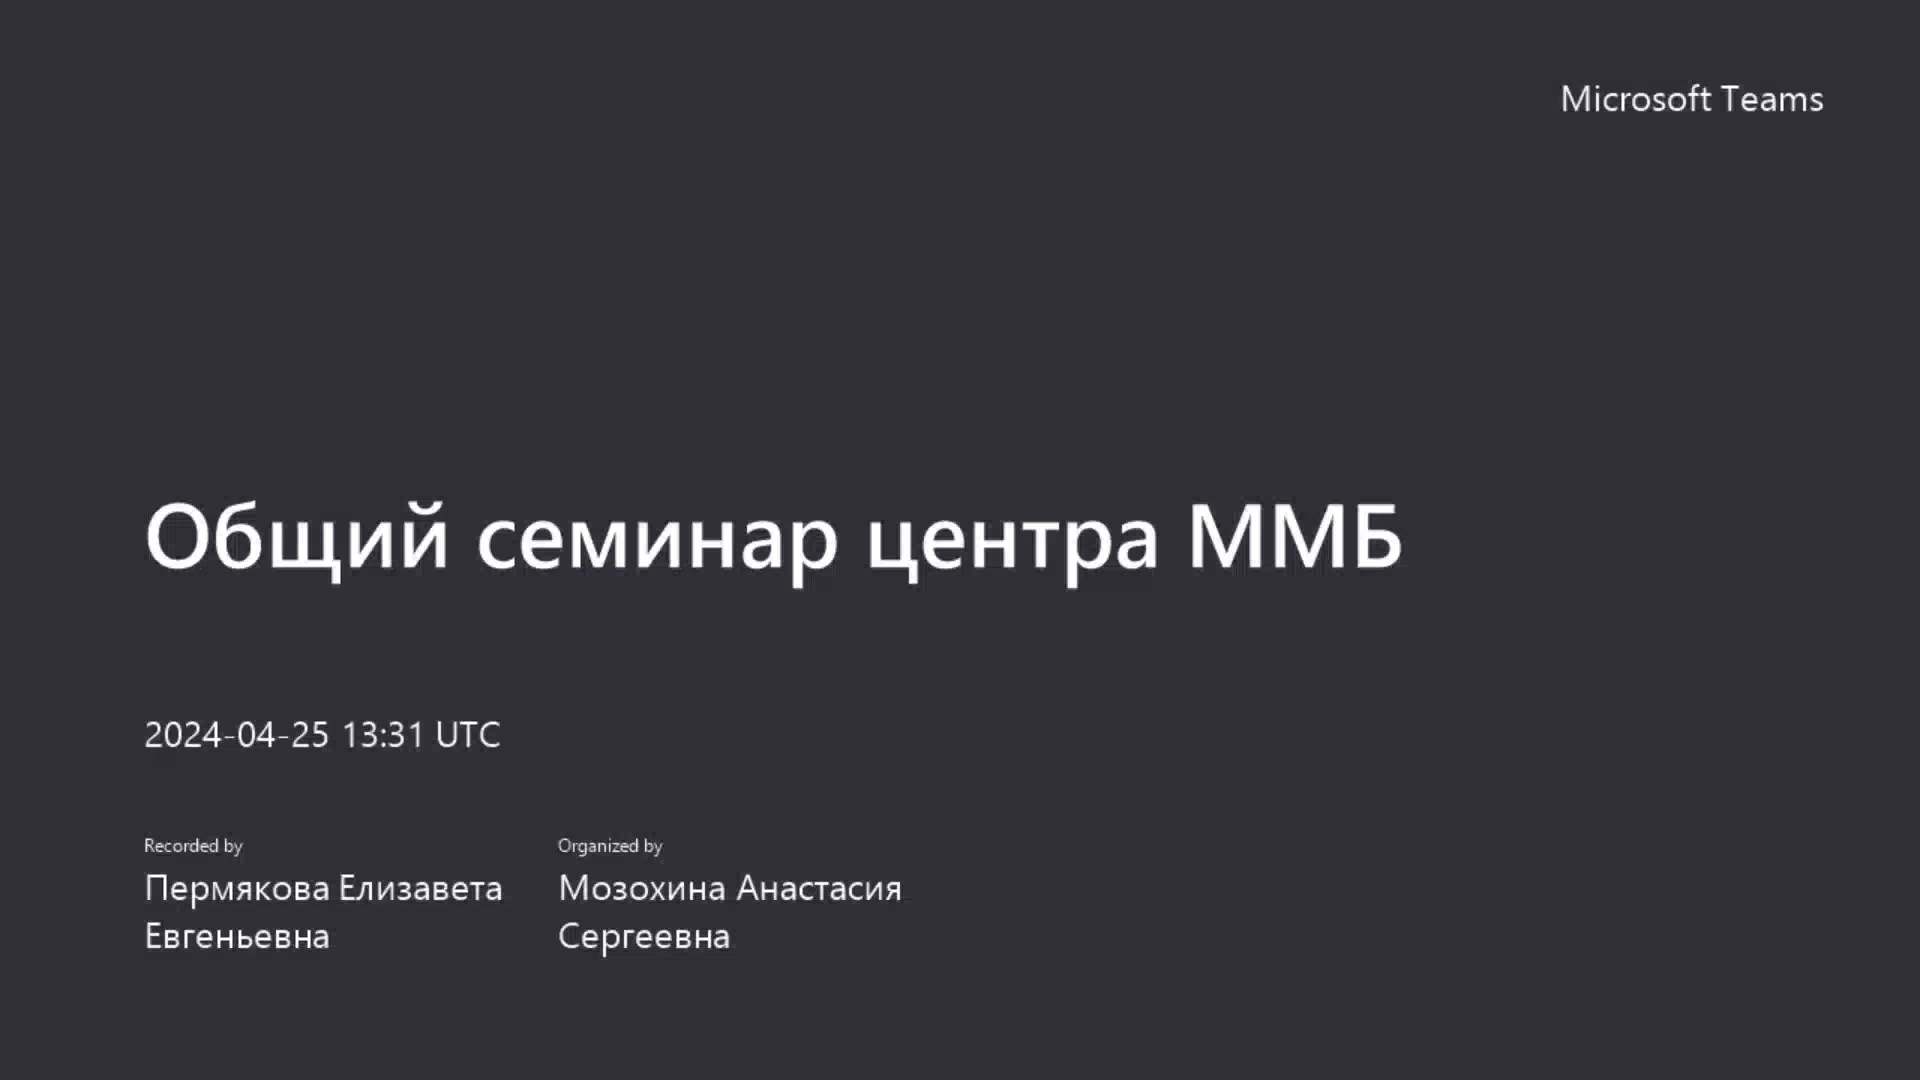 Microsoft Teams
Общий семинар центра ММБ
2024-04-25 13:31 UTC
Recorded by
Пермякова Елизавета
Евгеньевна
Organized by
Мозохина Анастасия
Сергеевна